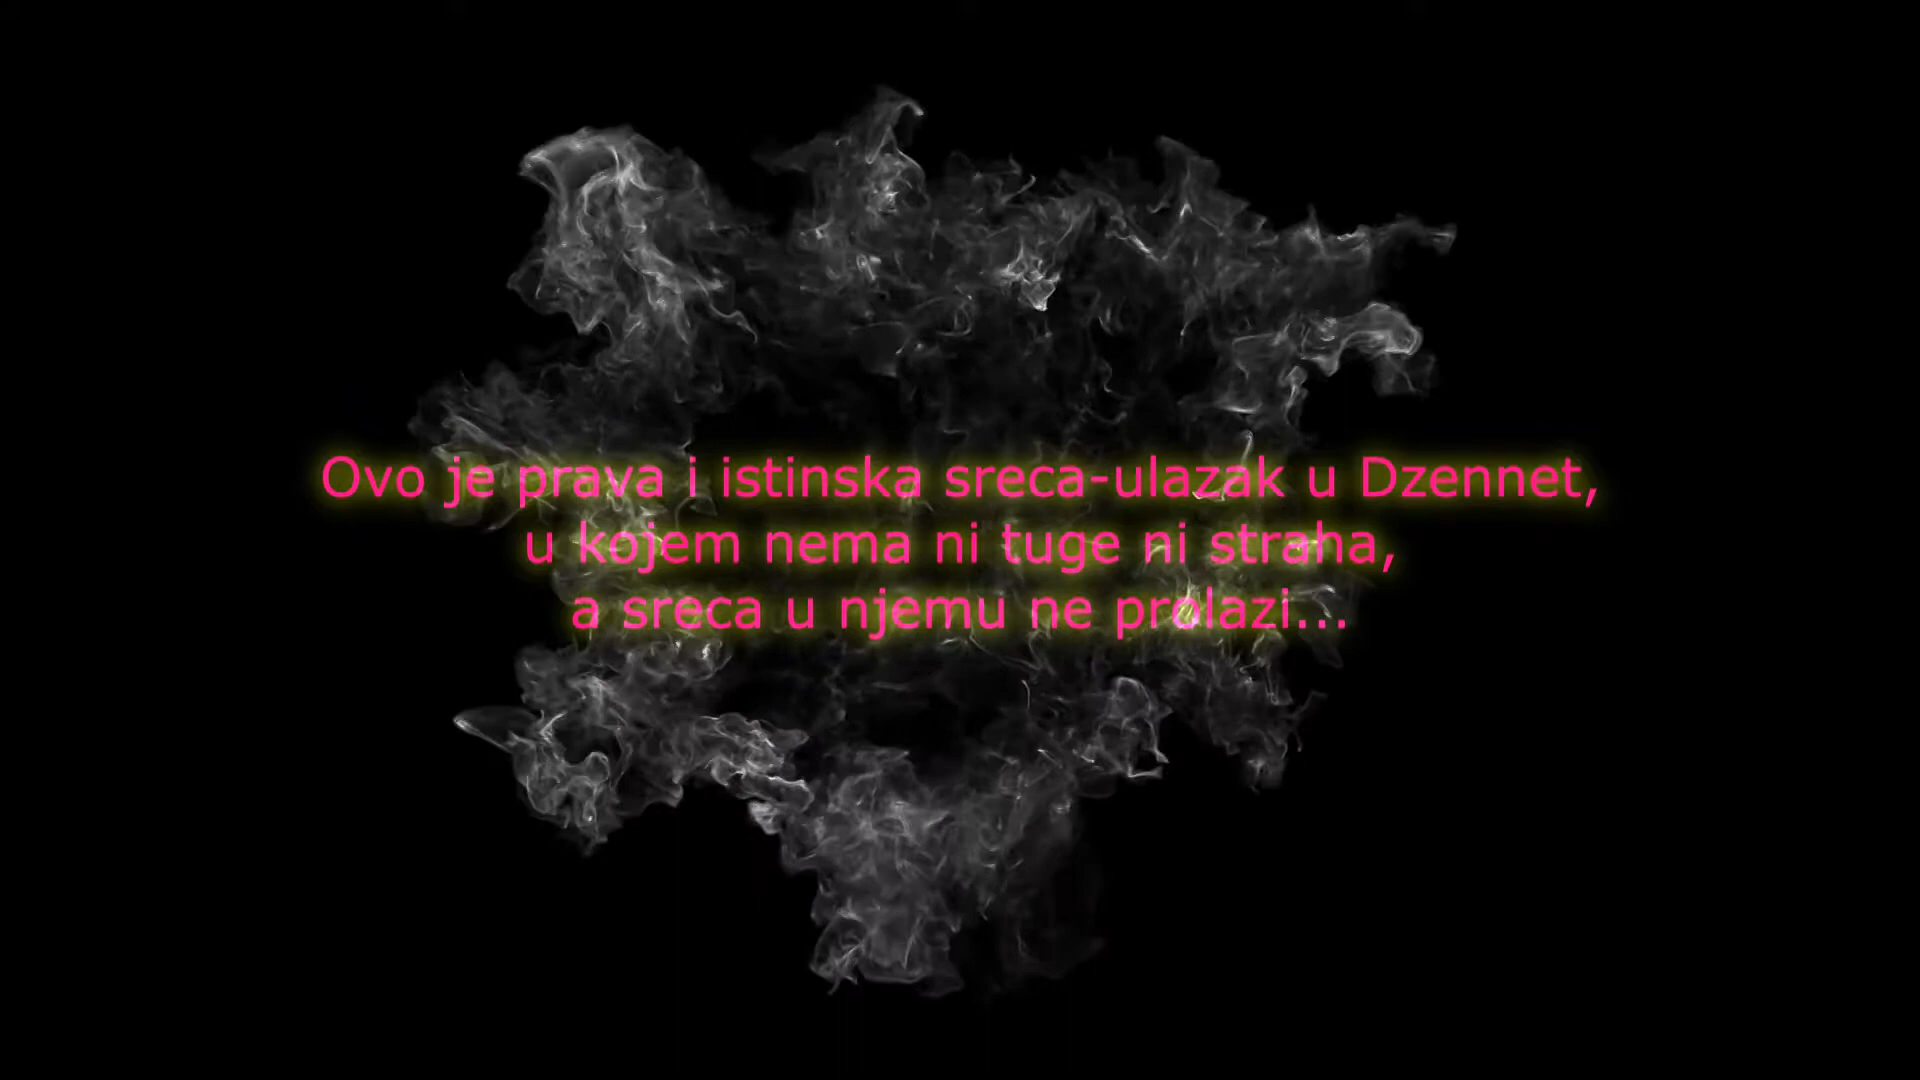 Ovo je prava i istinska sreca-ulazak u Dzennet,
u kojem nema ni tuge ni straha,
a sreca u njemu ne prolazi...